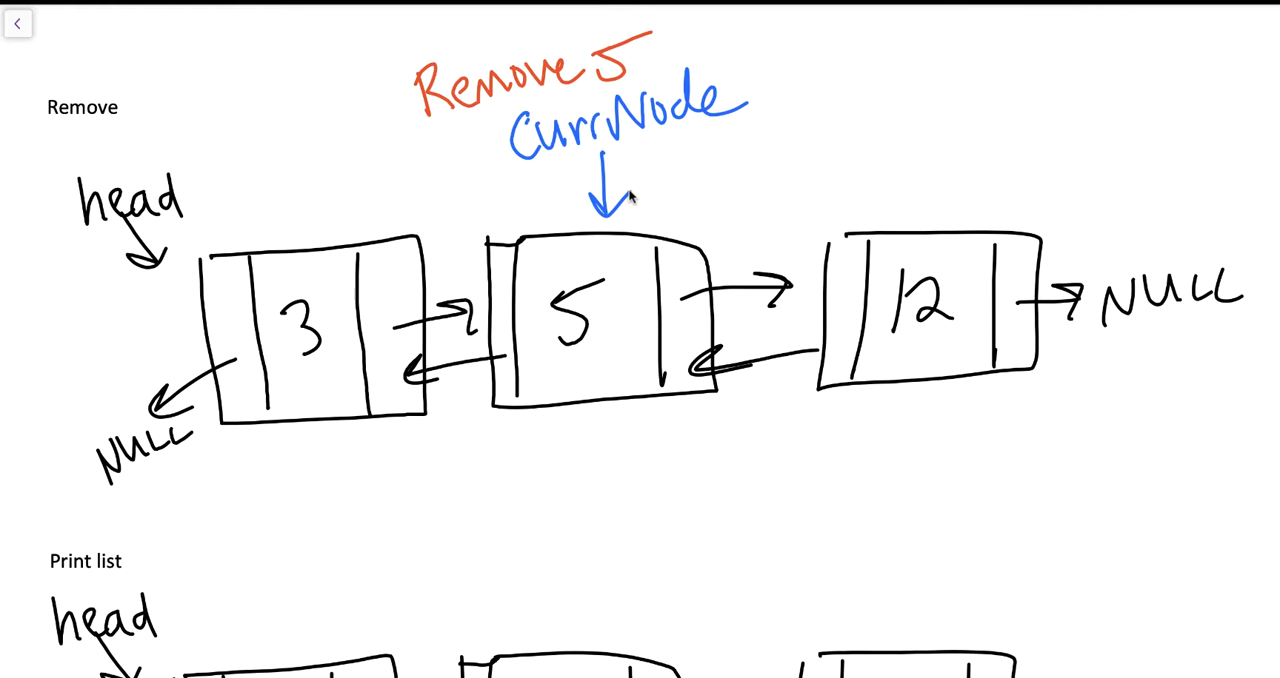 Remove 5
Remove
CurrNode
head
3
5
12
NULL
NULL
Print list
head